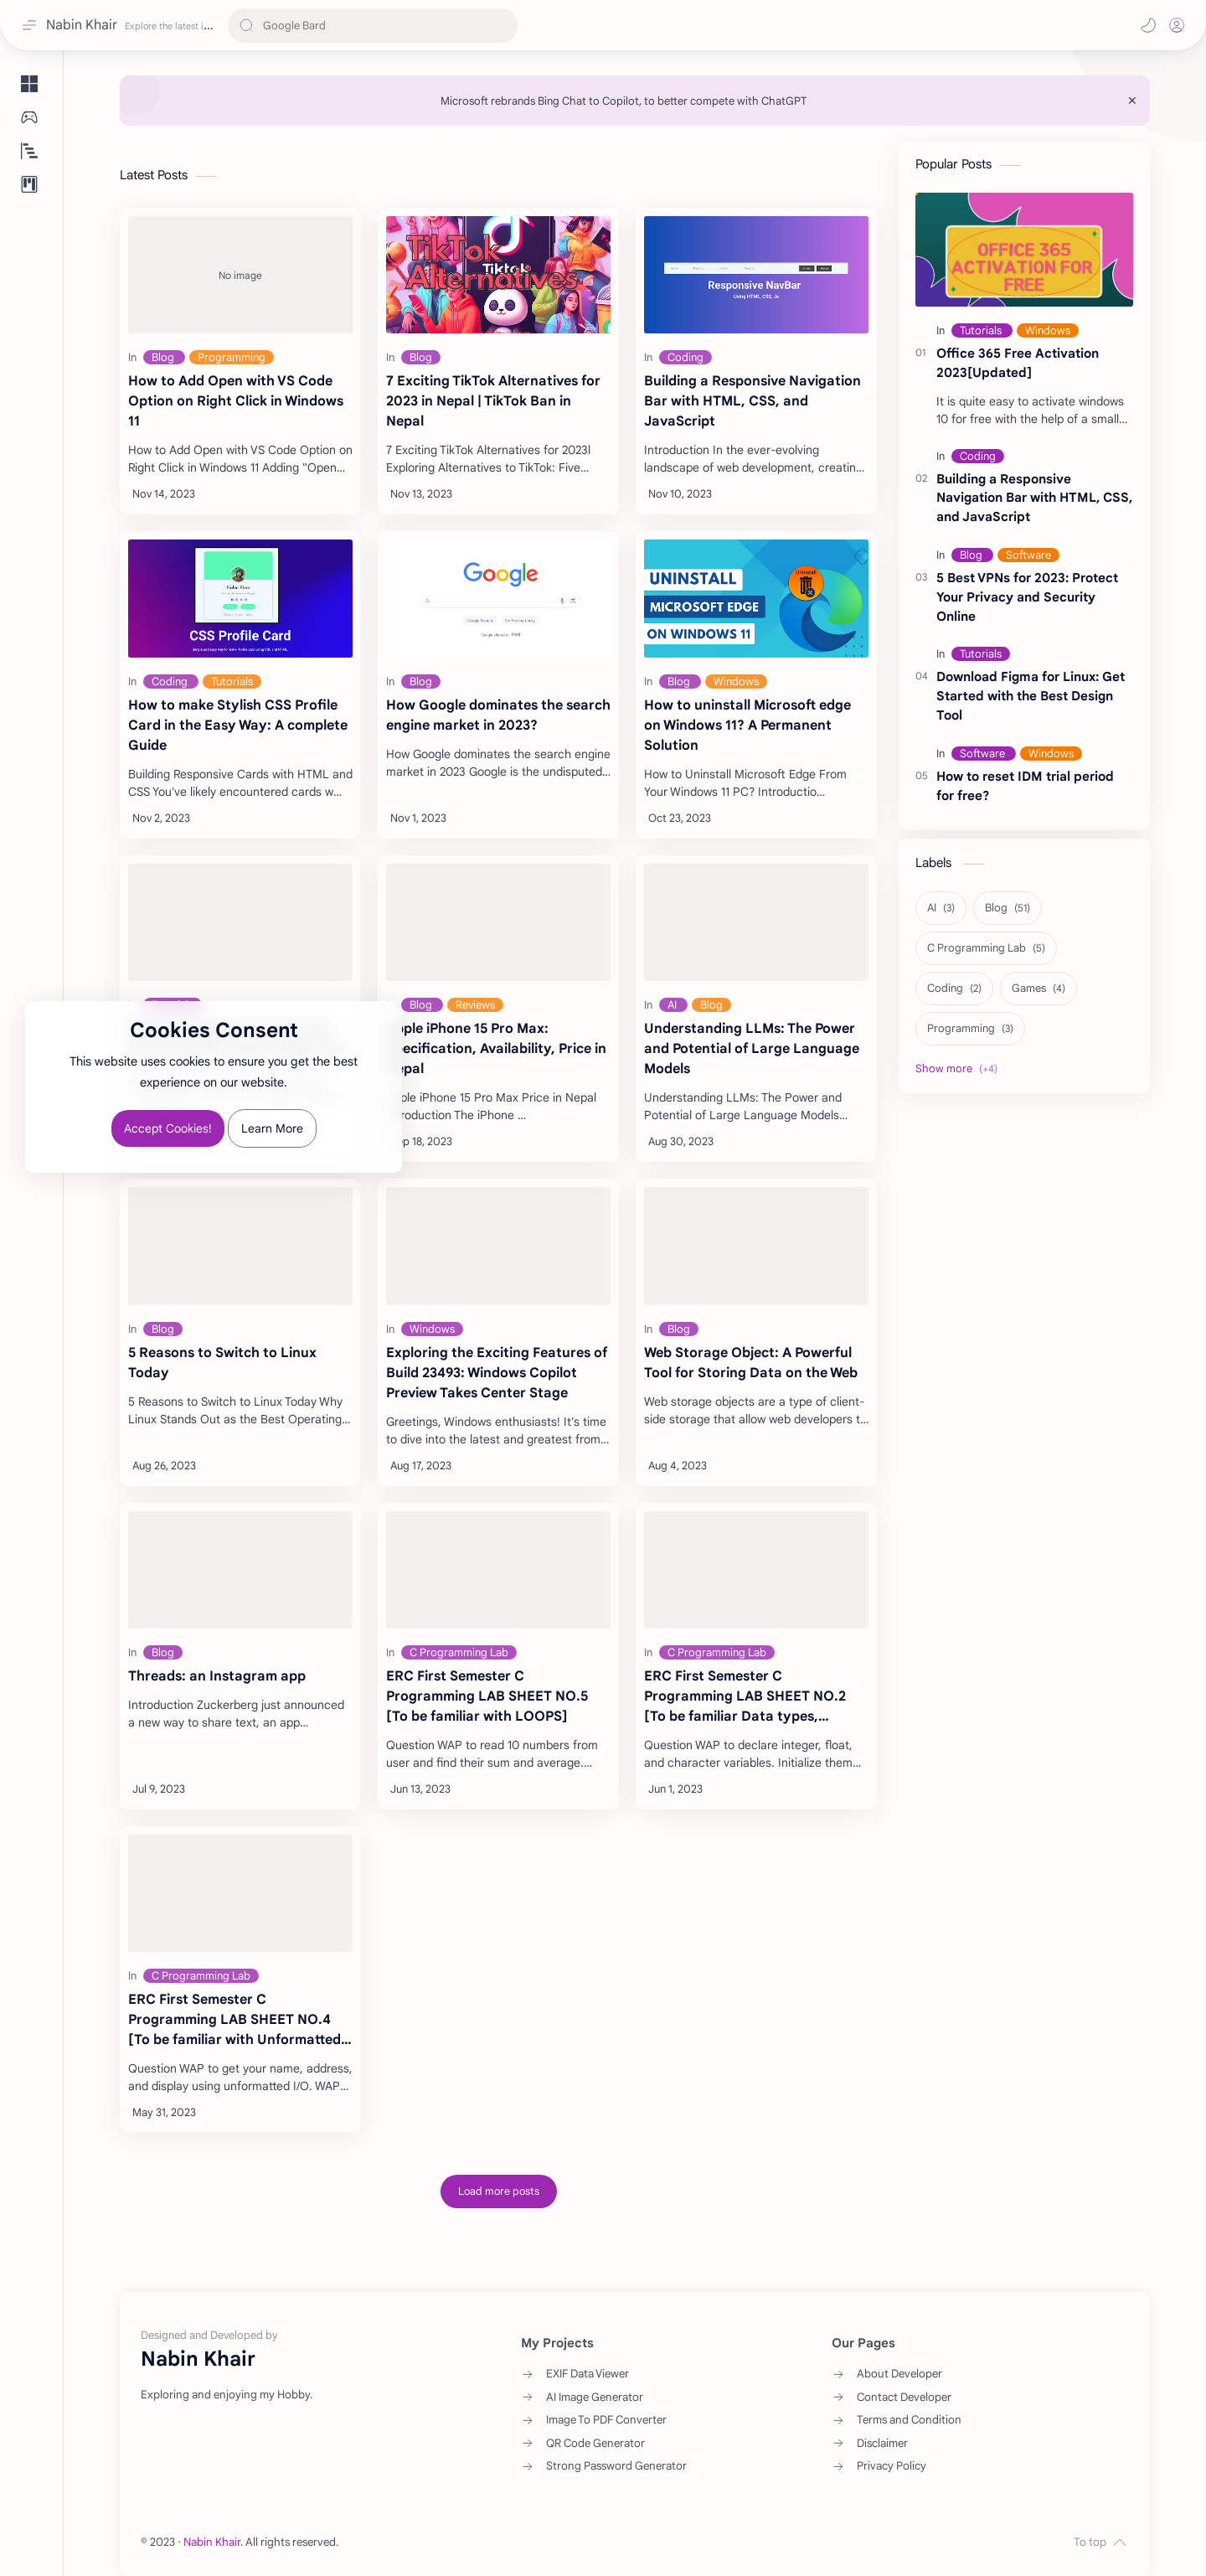 Nabin Khair Explore the latest i... Google Bard
Microsoft rebrands Bing Chat to Copilot, to better compete with ChatGPT
Latest Posts
No image
In Blog Programming
How to Add Open with VS Code
Option on Right Click in Windows
11
How to Add Open with VS Code Option on
Right Click in Windows 11 Adding "Open...
Nov 14, 2023
TikTok
TikTok
Alternatives
In Blog
7 Exciting TikTok Alternatives for
2023 in Nepal | TikTok Ban in
Nepal
7 Exciting TikTok Alternatives for 2023l
Exploring Alternatives to TikTok: Five...
Nov 13, 2023
Responsive NavBar
Using HTML, CSS, Js
In Coding
Building a Responsive Navigation
Bar with HTML, CSS, and
JavaScript
Introduction In the ever-evolving
landscape of web development, creatin...
Nov 10, 2023
CSS Profile Card
In Coding Tutorials
How to make Stylish CSS Profile
Card in the Easy Way: A complete
Guide
Building Responsive Cards with HTML and
CSS You've likely encountered cards w...
Nov 2, 2023
Google
In Blog
How Google dominates the search
engine market in 2023?
How Google dominates the search engine
market in 2023 Google is the undisputed...
Nov 1, 2023
UNINSTALL
MICROSOFT EDGE
ON WINDOWS 11
Uninstall
In Blog Windows
How to uninstall Microsoft edge
on Windows 11? A Permanent
Solution
How to Uninstall Microsoft Edge From
Your Windows 11 PC? Introductio...
Oct 23, 2023
Cookies Consent
This website uses cookies to ensure you get the best
experience on our website.
Accept Cookies! Learn More
Blog Reviews
ple iPhone 15 Pro Max:
ecification, Availability, Price in
epal
ple iPhone 15 Pro Max Price in Nepal
roduction The iPhone ...
p 18, 2023
In AI Blog
Understanding LLMs: The Power
and Potential of Large Language
Models
Understanding LLMs: The Power and
Potential of Large Language Models...
Aug 30, 2023
In Blog
5 Reasons to Switch to Linux
Today
5 Reasons to Switch to Linux Today Why
Linux Stands Out as the Best Operating...
Aug 26, 2023
In Windows
Exploring the Exciting Features of
Build 23493: Windows Copilot
Preview Takes Center Stage
Greetings, Windows enthusiasts! It's time
to dive into the latest and greatest from...
Aug 17, 2023
In Blog
Web Storage Object: A Powerful
Tool for Storing Data on the Web
Web storage objects are a type of client-
side storage that allow web developers t...
Aug 4, 2023
In Blog
Threads: an Instagram app
Introduction Zuckerberg just announced
a new way to share text, an app...
Jul 9, 2023
In C Programming Lab
ERC First Semester C
Programming LAB SHEET NO.5
[To be familiar with LOOPS]
Question WAP to read 10 numbers from
user and find their sum and average....
Jun 13, 2023
In C Programming Lab
ERC First Semester C
Programming LAB SHEET NO.2
[To be familiar Data types,...
Question WAP to declare integer, float,
and character variables. Initialize them...
Jun 1, 2023
In C Programming Lab
ERC First Semester C
Programming LAB SHEET NO.4
[To be familiar with Unformatted...
Question WAP to get your name, address,
and display using unformatted I/O. WAP...
May 31, 2023
Load more posts
Popular Posts
OFFICE 365
ACTIVATION FOR
FREE
In Tutorials Windows
01 Office 365 Free Activation
2023[Updated]
It is quite easy to activate windows
10 for free with the help of a small...
In Coding
02 Building a Responsive
Navigation Bar with HTML, CSS,
and JavaScript
In Blog Software
03 5 Best VPNs for 2023: Protect
Your Privacy and Security
Online
In Tutorials
04 Download Figma for Linux: Get
Started with the Best Design
Tool
In Software Windows
05 How to reset IDM trial period
for free?
Labels
AI (3) Blog (51)
C Programming Lab (5)
Coding (2) Games (4)
Programming (3)
Show more (+4)
Designed and Developed by
Nabin Khair
Exploring and enjoying my Hobby.
My Projects
EXIF Data Viewer
AI Image Generator
Image To PDF Converter
QR Code Generator
Strong Password Generator
Our Pages
About Developer
Contact Developer
Terms and Condition
Disclaimer
Privacy Policy
© 2023 · Nabin Khair. All rights reserved.
To top